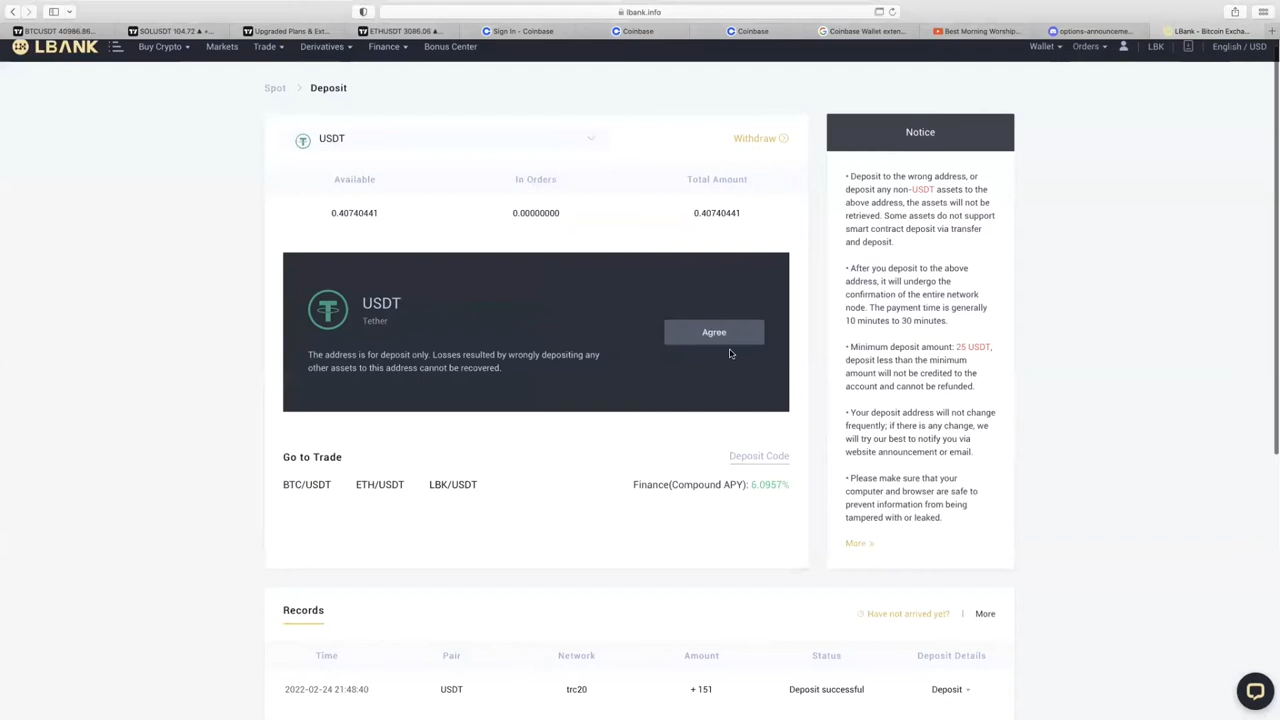 lbank.info
BTCUSDT 40986.86...
SOLUSDT 104.72 ▲ +...
Upgraded Plans & Ext...
ETHUSDT 3086.06 ▲...
Sign In - Coinbase
Coinbase
Coinbase
Coinbase Wallet exten...
Best Morning Worship...
options-announceme...
LBank - Bitcoin Excha...
LBANK
Buy Crypto
Markets
Trade
Derivatives
Finance
Bonus Center
Wallet
Orders
LBK
English / USD
Spot
Deposit
USDT
Withdraw
Available
In Orders
Total Amount
0.40740441
0.00000000
0.40740441
USDT
Tether
Agree
The address is for deposit only. Losses resulted by wrongly depositing any
other assets to this address cannot be recovered.
Go to Trade
Deposit Code
BTC/USDT
ETH/USDT
LBK/USDT
Finance(Compound APY): 6.0957%
Notice
• Deposit to the wrong address, or
deposit any non-USDT assets to the
above address, the assets will not be
retrieved. Some assets do not support
smart contract deposit via transfer
and deposit.
• After you deposit to the above
address, it will undergo the
confirmation of the entire network
node. The payment time is generally
10 minutes to 30 minutes.
• Minimum deposit amount: 25 USDT,
deposit less than the minimum
amount will not be credited to the
account and cannot be refunded.
• Your deposit address will not change
frequently; if there is any change, we
will try our best to notify you via
website announcement or email.
• Please make sure that your
computer and browser are safe to
prevent information from being
tampered with or leaked.
More »
Records
Have not arrived yet?
More
Time
Pair
Network
Amount
Status
Deposit Details
2022-02-24 21:48:40
USDT
trc20
+ 151
Deposit successful
Deposit